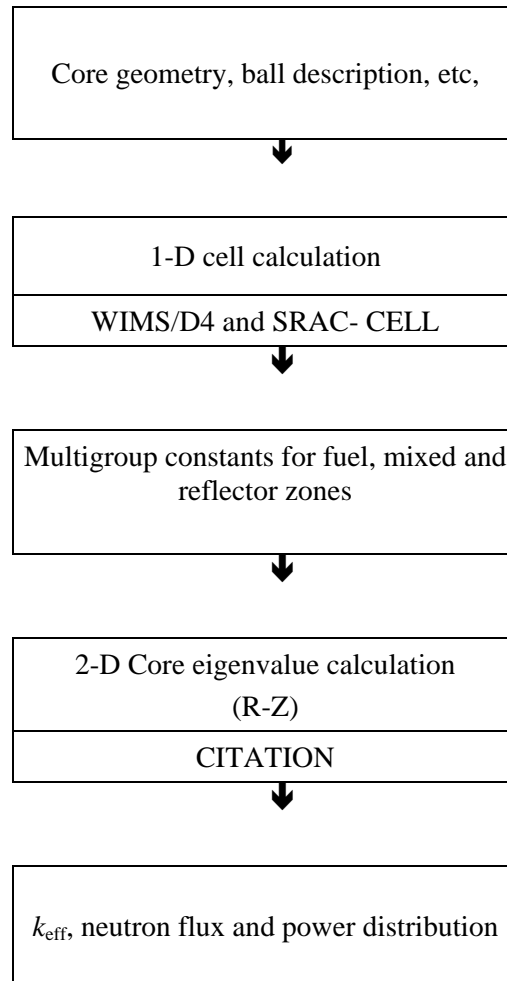 Core geometry, ball description, etc,
1-D cell calculation
WIMS/D4 and SRAC- CELL
Multigroup constants for fuel, mixed and
reflector zones
2-D Core eigenvalue calculation
(R-Z)
CITATION
keff, neutron flux and power distribution